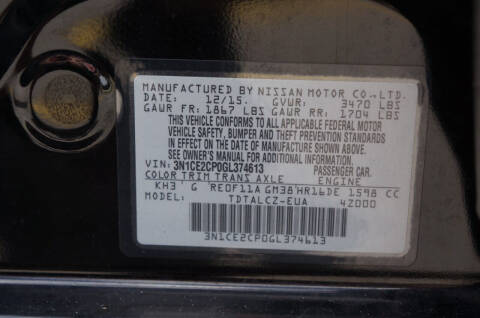 MANUFACTURED BY NISSAN MOTOR CO.,LTD.
DATE: 12/15. GVWR: 3470 LBS
GAWR FR: 1867 LBS GAWR RR: 1704 LBS
THIS VEHICLE CONFORMS TO ALL APPLICABLE FEDERAL MOTOR
VEHICLE SAFETY, BUMPER AND THEFT PREVENTION STANDARDS
IN EFFECT ON THE DATE OF MANUFACTURE SHOWN ABOVE.
SEE OWNER'S MANUAL FOR ADDITIONAL INFORMATION
VIN: 3N1CE2CP0GL374613 PASSENGER CAR.
COLOR TRIM TRANS AXLE ENGINE
KH3 G RE0F11A GM38 HR16DE 1598 CC
MODEL: TDTALCZ-EUA 4Z000
3N1CE2CP0GL374613